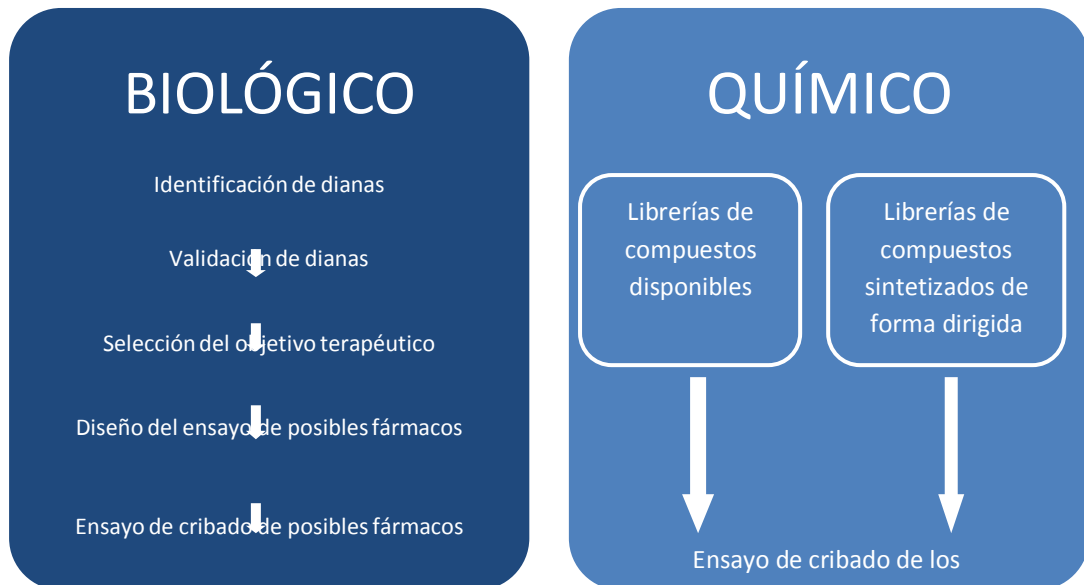 BIOLÓGICO
Identificación de dianas
Validación de dianas
Selección del objetivo terapéutico
Diseño del ensayo de posibles fármacos
Ensayo de cribado de posibles fármacos
QUÍMICO
Librerías de
compuestos
disponibles
Librerías de
compuestos
sintetizados de
forma dirigida
Ensayo de cribado de los